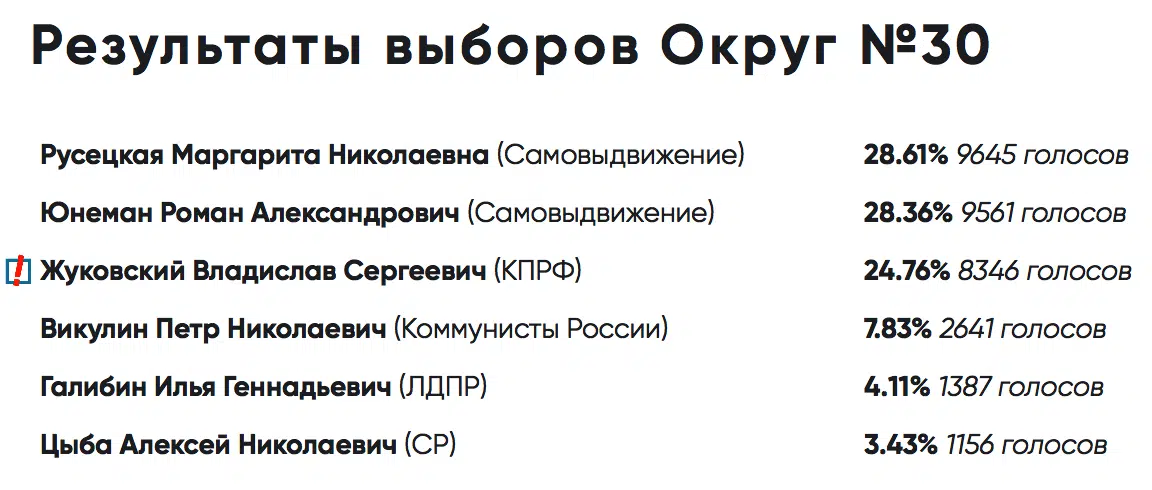 Результаты выборов Округ №30
Русецкая Маргарита Николаевна (Самовыдвижение) 28.61% 9645 голосов
Юнеман Роман Александрович (Самовыдвижение) 28.36% 9561 голосов
! Жуковский Владислав Сергеевич (КПРФ) 24.76% 8346 голосов
Викулин Петр Николаевич (Коммунисты России) 7.83% 2641 голосов
Галибин Илья Геннадьевич (ЛДПР) 4.11% 1387 голосов
Цыба Алексей Николаевич (СР) 3.43% 1156 голосов